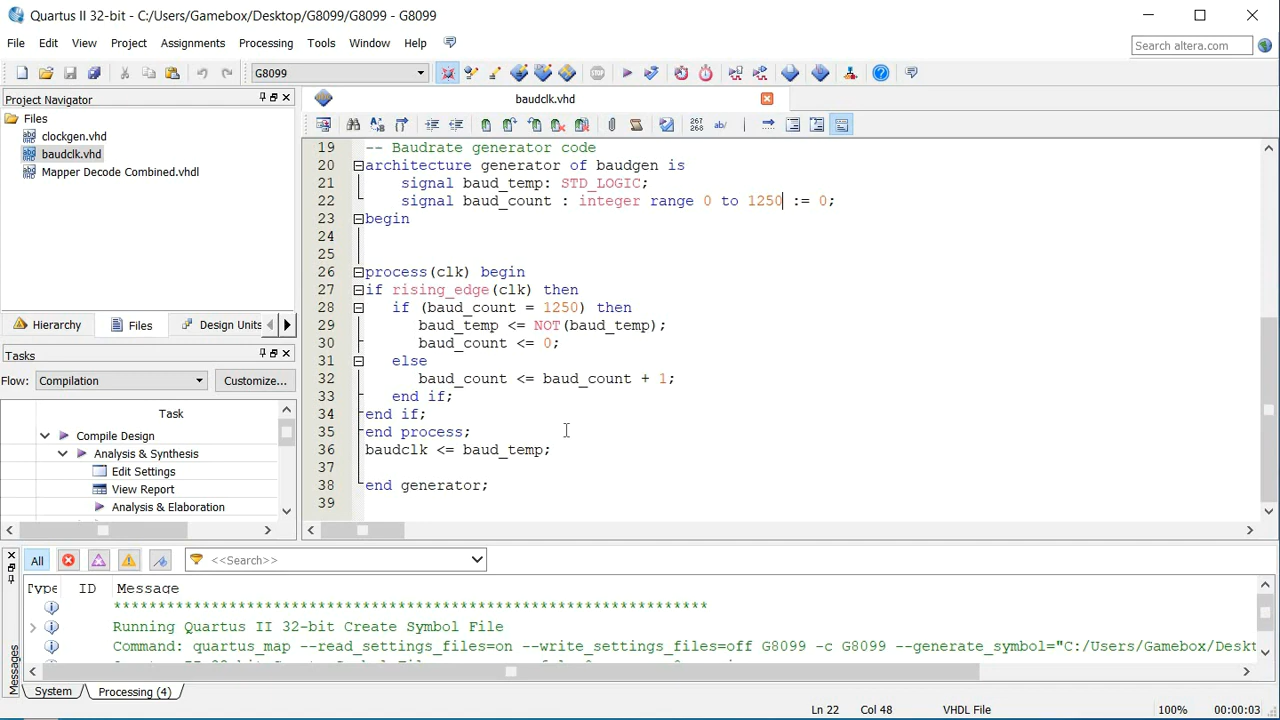 Quartus II 32-bit - C:/Users/Gamebox/Desktop/G8099/G8099 - G8099
File Edit View Project Assignments Processing Tools Window Help
Search altera.com
G8099
Project Navigator
Files
clockgen.vhd
baudclk.vhd
Mapper Decode Combined.vhdl
Hierarchy Files Design Units
Tasks
Flow: Compilation Customize...
Task
Compile Design
Analysis & Synthesis
Edit Settings
View Report
Analysis & Elaboration
baudclk.vhd
267 268 ab/
19 -- Baudrate generator code
20 architecture generator of baudgen is
21 signal baud_temp: STD_LOGIC;
22 signal baud_count : integer range 0 to 1250 := 0;
23 begin
24
25
26 process(clk) begin
27 if rising_edge(clk) then
28 if (baud_count = 1250) then
29 baud_temp <= NOT(baud_temp);
30 baud_count <= 0;
31 else
32 baud_count <= baud_count + 1;
33 end if;
34 end if;
35 end process;
36 baudclk <= baud_temp;
37
38 end generator;
39
All <<Search>>
Type ID Message
Running Quartus II 32-bit Create Symbol File
Command: quartus_map --read_settings_files=on --write_settings_files=off G8099 -c G8099 --generate_symbol="C:/Users/Gamebox/Deskt
System Processing (4)
Messages
Ln 22 Col 48 VHDL File 100% 00:00:03